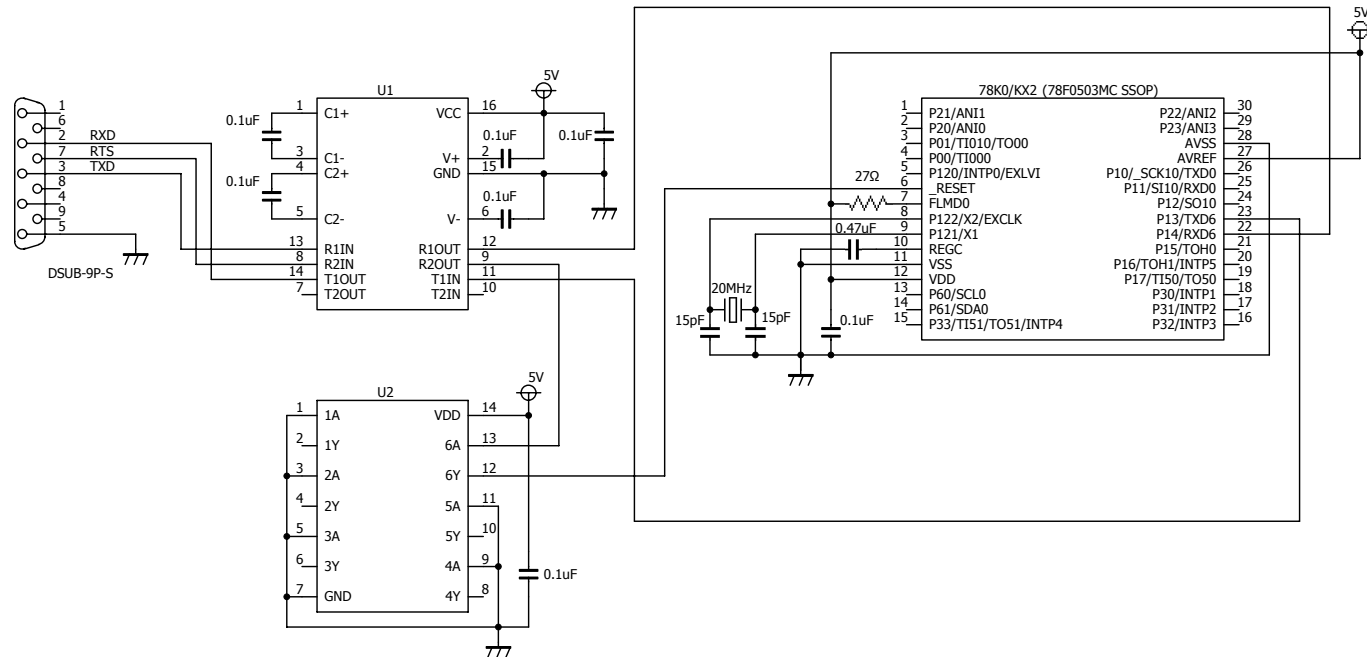 5V
78K0/KX2 (78F0503MC SSOP)
1 P21/ANI1 P22/ANI2 30
2 P20/ANI0 P23/ANI3 29
3 P01/TI010/TO00 AVSS 28
4 P00/TI000 AVREF 27
5 P120/INTP0/EXLVI P10/_SCK10/TXD0 26
6 _RESET P11/SI10/RXD0 25
7 FLMD0 P12/SO10 24
8 P122/X2/EXCLK P13/TXD6 23
9 P121/X1 P14/RXD6 22
10 REGC P15/TOH0 21
11 VSS P16/TOH1/INTP5 20
12 VDD P17/TI50/TO50 19
13 P60/SCL0 P30/INTP1 18
14 P61/SDA0 P31/INTP2 17
15 P33/TI51/TO51/INTP4 P32/INTP3 16
27Ω
0.47uF
20MHz
15pF
15pF
0.1uF
1
6
2 RXD
7 RTS
3 TXD
8
4
9
5
DSUB-9P-S
U1
5V
1 C1+ VCC 16
0.1uF
0.1uF
0.1uF
3 C1- V+ 2
4 C2+ GND 15
0.1uF
0.1uF
5 C2- V- 6
13 R1IN R1OUT 12
8 R2IN R2OUT 9
14 T1OUT T1IN 11
7 T2OUT T2IN 10
U2
5V
1 1A VDD 14
2 1Y 6A 13
3 2A 6Y 12
4 2Y 5A 11
5 3A 5Y 10
6 3Y 4A 9
7 GND 4Y 8
0.1uF